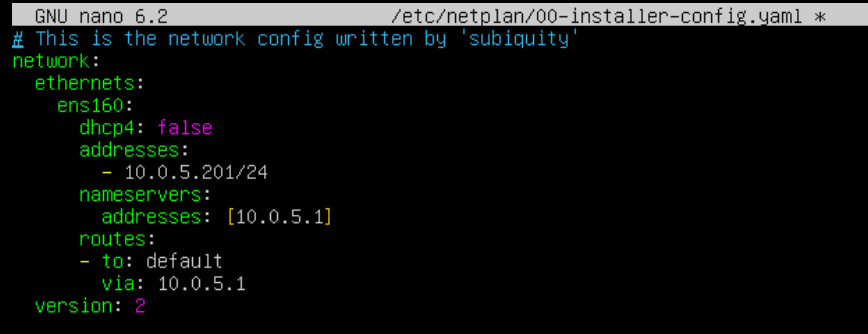 GNU nano 6.2 /etc/netplan/00-installer-config.yaml *
# This is the network config written by 'subiquity'
network:
  ethernets:
    ens160:
      dhcp4: false
      addresses:
        - 10.0.5.201/24
      nameservers:
        addresses: [10.0.5.1]
      routes:
      - to: default
        via: 10.0.5.1
  version: 2